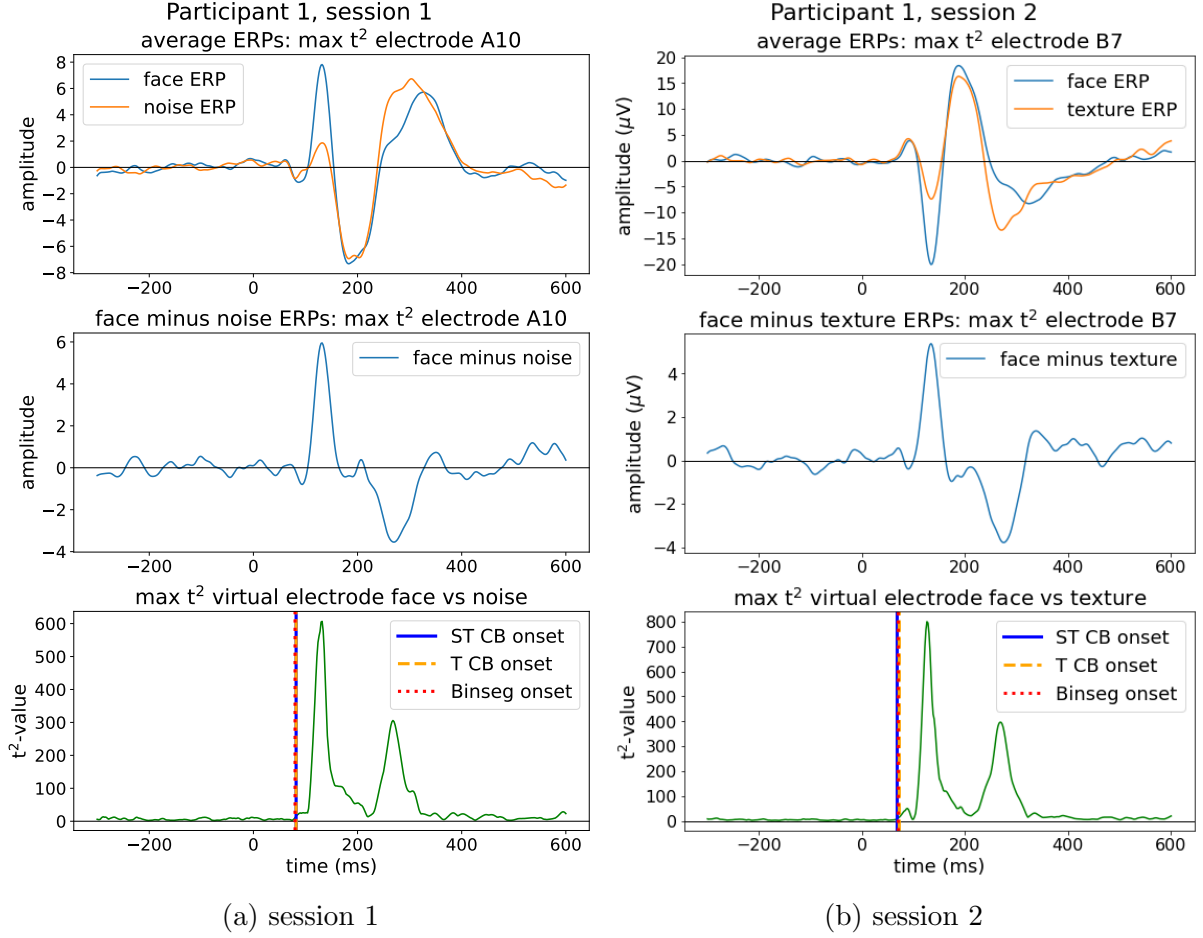 Participant 1, session 1
average ERPs: max t² electrode A10
face ERP
noise ERP
amplitude
8
6
4
2
0
−2
−4
−6
−8
−200
0
200
400
600
face minus noise ERPs: max t² electrode A10
face minus noise
amplitude
6
4
2
0
−2
−4
−200
0
200
400
600
max t² virtual electrode face vs noise
ST CB onset
T CB onset
Binseg onset
t²-value
600
500
400
300
200
100
0
−200
0
200
400
600
time (ms)
(a) session 1
Participant 1, session 2
average ERPs: max t² electrode B7
face ERP
texture ERP
amplitude (μV)
20
15
10
5
0
−5
−10
−15
−20
−200
0
200
400
600
face minus texture ERPs: max t² electrode B7
face minus texture
amplitude (μV)
4
2
0
−2
−4
−200
0
200
400
600
max t² virtual electrode face vs texture
ST CB onset
T CB onset
Binseg onset
t²-value
800
700
600
500
400
300
200
100
0
−200
0
200
400
600
time (ms)
(b) session 2